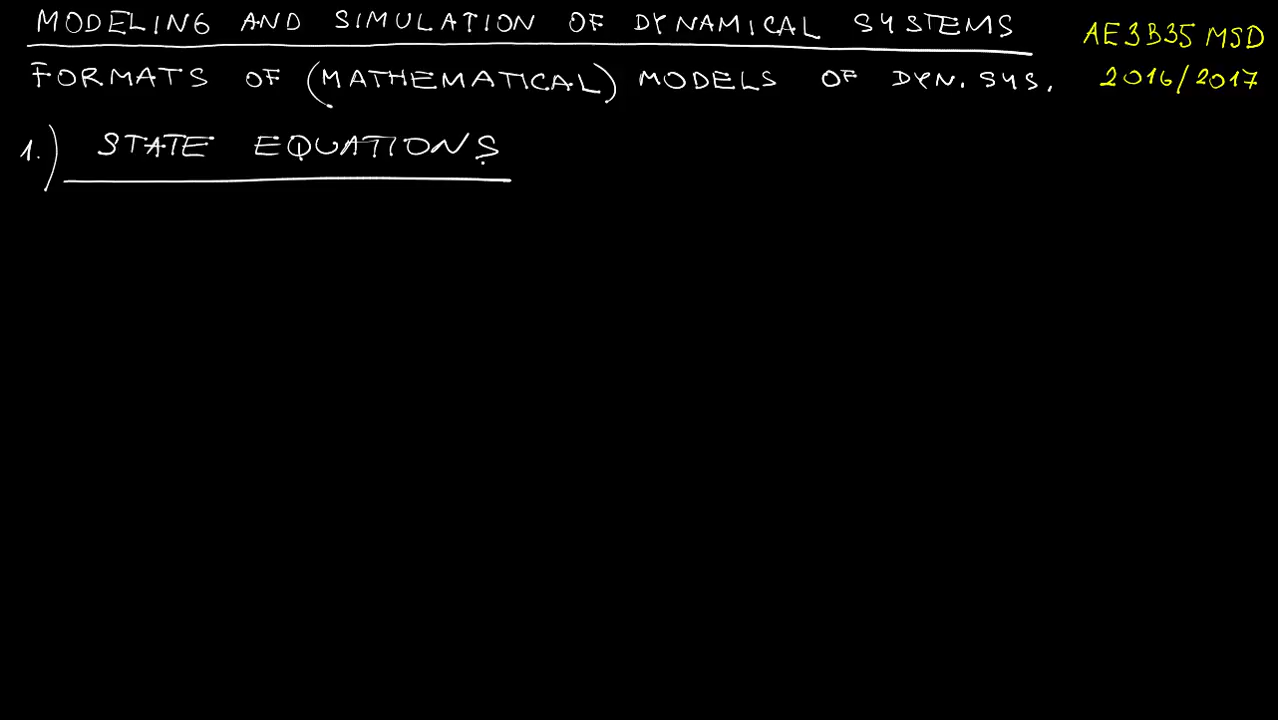 MODELING AND SIMULATION OF DYNAMICAL SYSTEMS
AE3B35MSD
FORMATS OF (MATHEMATICAL) MODELS OF DYN. SYS.
2016/2017
1.) STATE EQUATIONS